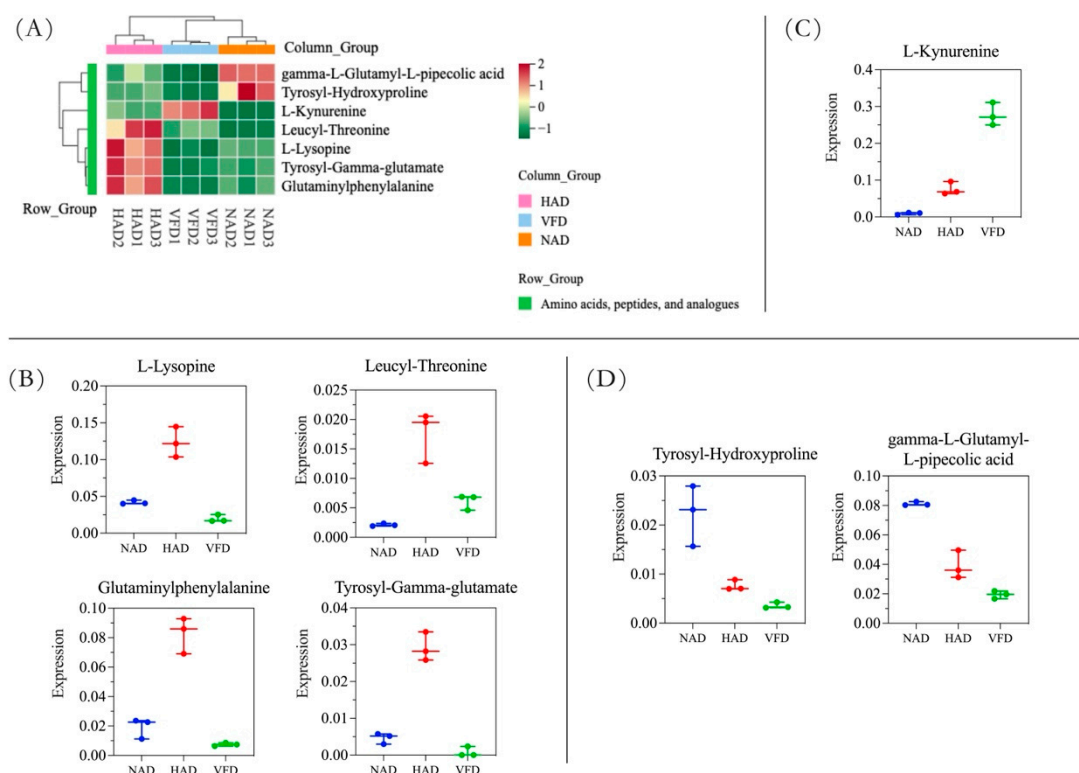 (A)
Column_Group
gamma-L-Glutamyl-L-pipecolic acid
Tyrosyl-Hydroxyproline
L-Kynurenine
Leucyl-Threonine
L-Lysopine
Tyrosyl-Gamma-glutamate
Glutaminylphenylalanine
Row_Group
HAD2
HAD1
HAD3
VFD1
VFD2
VFD3
NAD2
NAD1
NAD3
2
1
0
−1
Column_Group
HAD
VFD
NAD
Row_Group
Amino acids, peptides, and analogues
(C)
L-Kynurenine
Expression
0.4
0.3
0.2
0.1
0.0
NAD HAD VFD
(B)
L-Lysopine
Expression
0.20
0.15
0.10
0.05
0.00
NAD HAD VFD
Leucyl-Threonine
Expression
0.025
0.020
0.015
0.010
0.005
0.000
NAD HAD VFD
Glutaminylphenylalanine
Expression
0.10
0.08
0.06
0.04
0.02
0.00
NAD HAD VFD
Tyrosyl-Gamma-glutamate
Expression
0.04
0.03
0.02
0.01
0.00
NAD HAD VFD
(D)
Tyrosyl-Hydroxyproline
Expression
0.03
0.02
0.01
0.00
NAD HAD VFD
gamma-L-Glutamyl-
L-pipecolic acid
Expression
0.10
0.08
0.06
0.04
0.02
0.00
NAD HAD VFD